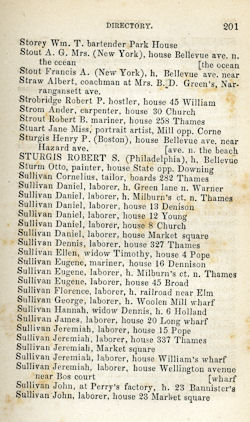 DIRECTORY. 201
Storey Wm. T. bartender Park House
Stout A. G. Mrs. (New York), house Bellevue ave. n.
the ocean [the ocean
Stout Francis A. (New York), h. Bellevue ave. near
Straw Albert, coachman at Mrs. B. D. Green's, Nar-
rangansett ave.
Strobridge Robert P. hostler, house 45 William
Strom Ander, carpenter, house 30 Church
Strout Robert B. mariner, house 258 Thames
Stuart Jane Miss, portrait artist, Mill opp. Corne
Sturgis Henry P. (Boston), house Bellevue ave. near
Hazard ave. [ave. n. the beach
STURGIS ROBERT S. (Philadelphia), h. Bellevue
Sturm Otto, painter, house State opp. Downing
Sullivan Cornelius, tailor, boards 282 Thames
Sullivan Daniel, laborer, h. Green lane n. Warner
Sullivan Daniel, laborer, h. Milburn's ct. n. Thames
Sullivan Daniel, laborer, house 13 Denison
Sullivan Daniel, laborer, house 12 Young
Sullivan Daniel, laborer, house 8 Church
Sullivan Daniel, laborer, house Market square
Sullivan Dennis, laborer, house 327 Thames
Sullivan Ellen, widow Timothy, house 4 Pope
Sullivan Eugene, mariner, house 16 Dennison
Sullivan Eugene, laborer, h. Milburn's ct. n. Thames
Sullivan Eugene, laborer, house 45 Broad
Sullivan Florence, laborer, h. railroad near Elm
Sullivan George, laborer, h. Woolen Mill wharf
Sullivan Hannah, widow Dennis, h. 6 Holland
Sullivan James, laborer, house 20 Long wharf
Sullivan Jeremiah, laborer, house 15 Pope
Sullivan Jeremiah, laborer, house 337 Thames
Sullivan Jeremiah, Market square
Sullivan Jeremiah, laborer, house William's wharf
Sullivan Jeremiah, laborer, house Wellington avenue
near Bos court [wharf
Sullivan John, at Perry's factory, h. 23 Bannister's
Sullivan John, laborer, house 23 Market square